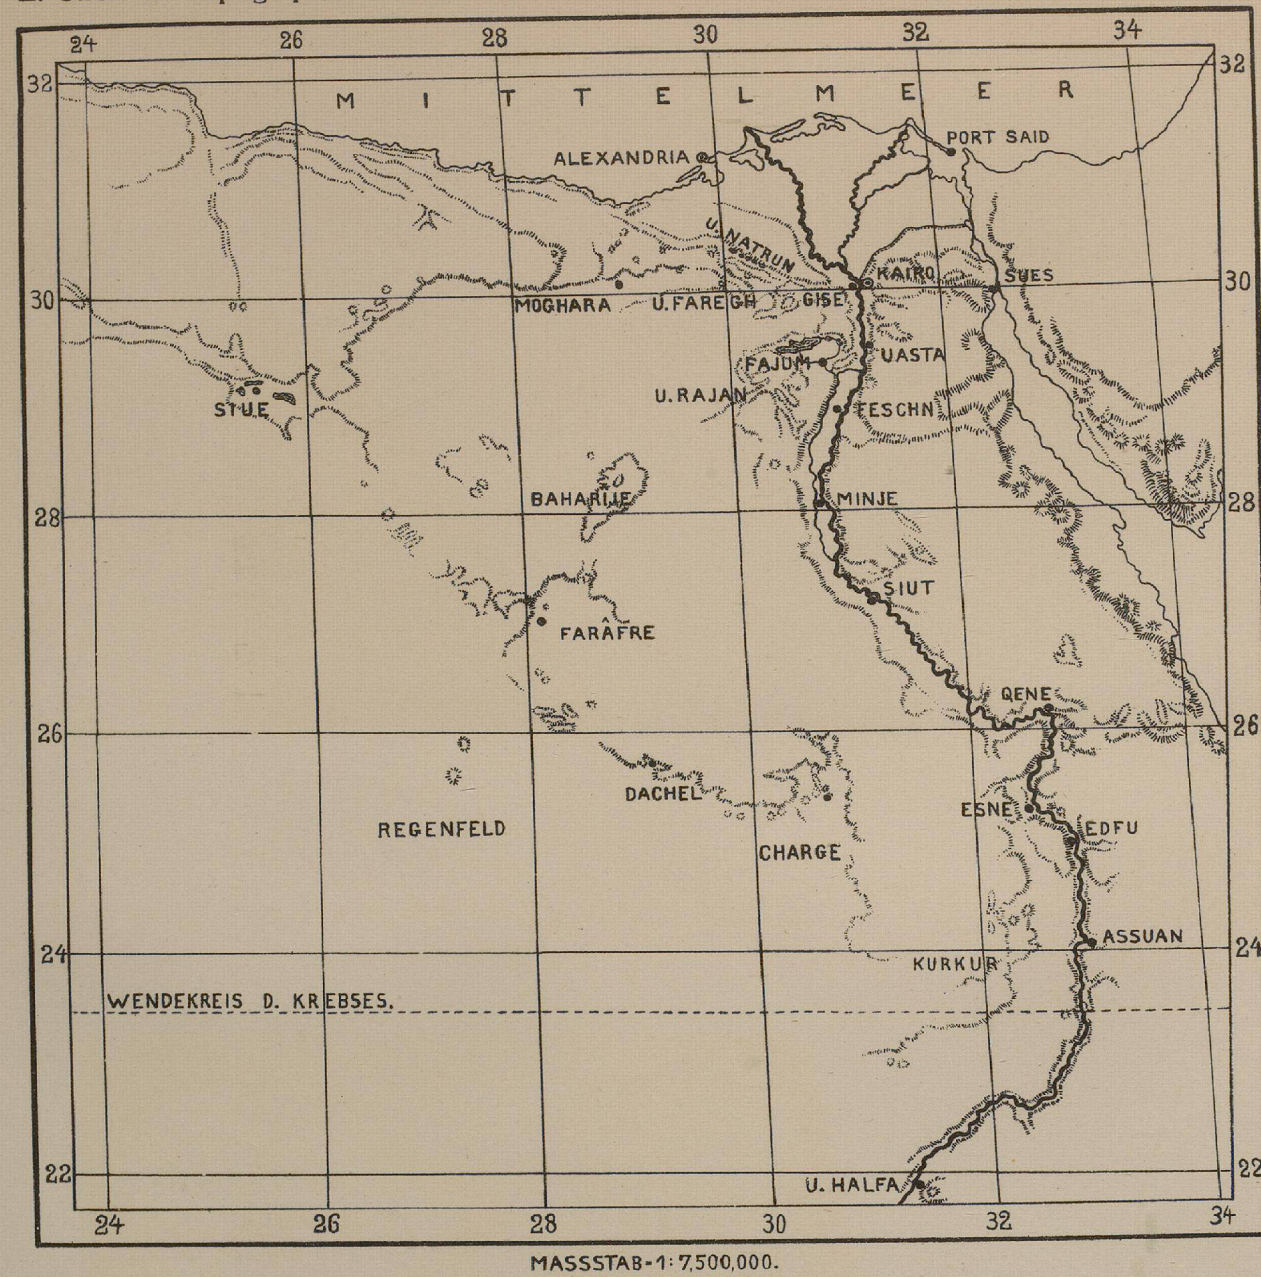 24 26 28 30 32 34
32 32
MITTELMEER
PORT SAID
ALEXANDRIA
U. NATRUN
KAIRO
SUES
30 30
MOGHARA
U. FAREGH
GISE
UASTA
FAJUM
U. RAJAN
FESCHN
SIUE
BAHARIJE
MINJE
28 28
SIUT
FARÂFRE
QENE
26 26
DACHEL
ESNE
REGENFELD
EDFU
CHARGE
ASSUAN
24 24
KURKUR
WENDEKREIS D. KREBSES.
22 22
U. HALFA
24 26 28 30 32 34
MASSSTAB-1:7,500,000.